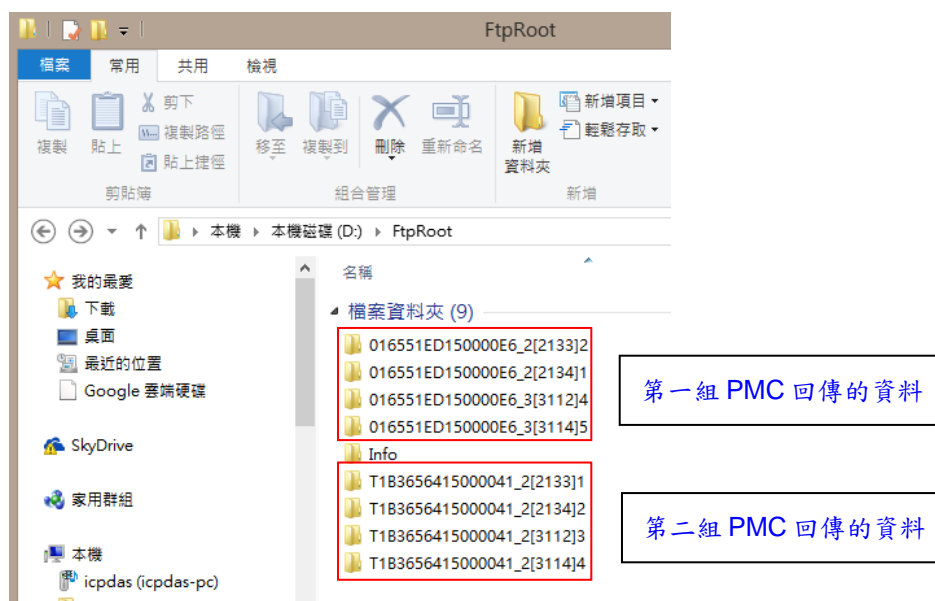 FtpRoot
檔案 常用 共用 檢視
複製
貼上
剪下
複製路徑
貼上捷徑
剪貼簿
移至
複製到
刪除
重新命名
組合管理
新增
資料夾
新增項目
輕鬆存取
新增
本機 本機磁碟 (D:) FtpRoot
我的最愛
下載
桌面
最近的位置
Google 雲端硬碟
SkyDrive
家用群組
本機
icpdas (icpdas-pc)
名稱
檔案資料夾 (9)
016551ED150000E6_2[2133]2
016551ED150000E6_2[2134]1
016551ED150000E6_3[3112]4
016551ED150000E6_3[3114]5
Info
T1B3656415000041_2[2133]1
T1B3656415000041_2[2134]2
T1B3656415000041_2[3112]3
T1B3656415000041_2[3114]4
第一組 PMC 回傳的資料
第二組 PMC 回傳的資料